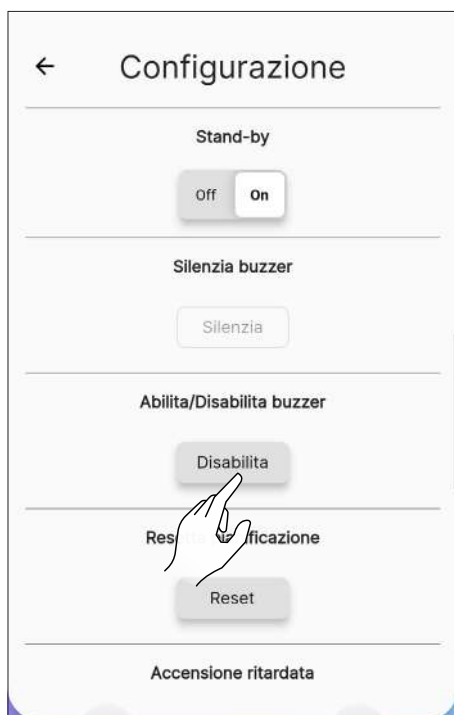 Configurazione
Stand-by
Off On
Silenzia buzzer
Silenzia
Abilita/Disabilita buzzer
Disabilita
Reset
Accensione ritardata